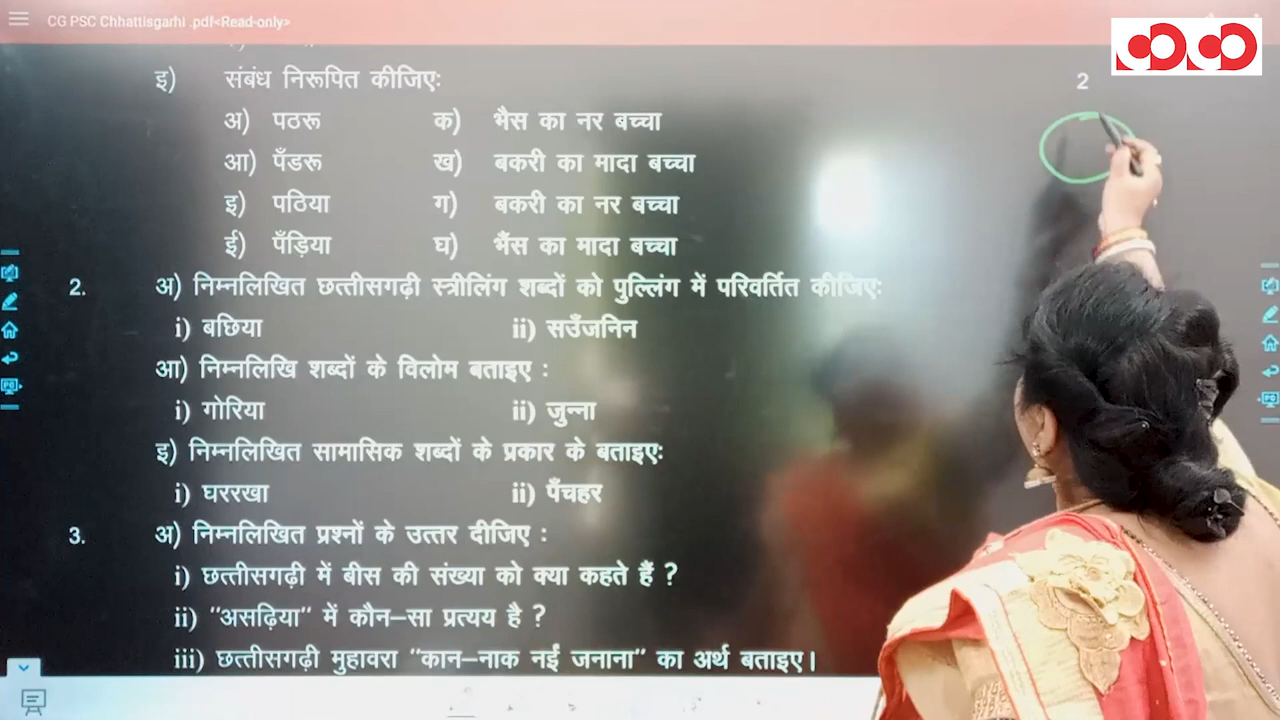 CG PSC Chhattisgarhi .pdf<Read-only>
इ) संबंध निरूपित कीजिएः 2
अ) पठरू क) भैस का नर बच्चा
आ) पँडरू ख) बकरी का मादा बच्चा
इ) पठिया ग) बकरी का नर बच्चा
ई) पँड़िया घ) भैंस का मादा बच्चा
2. अ) निम्नलिखित छत्तीसगढ़ी स्त्रीलिंग शब्दों को पुल्लिंग में परिवर्तित कीजिएः
i) बछिया ii) सउँजनिन
आ) निम्नलिखि शब्दों के विलोम बताइए :
i) गोरिया ii) जुन्ना
इ) निम्नलिखित सामासिक शब्दों के प्रकार के बताइएः
i) घररखा ii) पँचहर
3. अ) निम्नलिखित प्रश्नों के उत्तर दीजिए :
i) छत्तीसगढ़ी में बीस की संख्या को क्या कहते हैं ?
ii) "असढ़िया" में कौन–सा प्रत्यय है ?
iii) छत्तीसगढ़ी मुहावरा "कान–नाक नईं जनाना" का अर्थ बताइए।